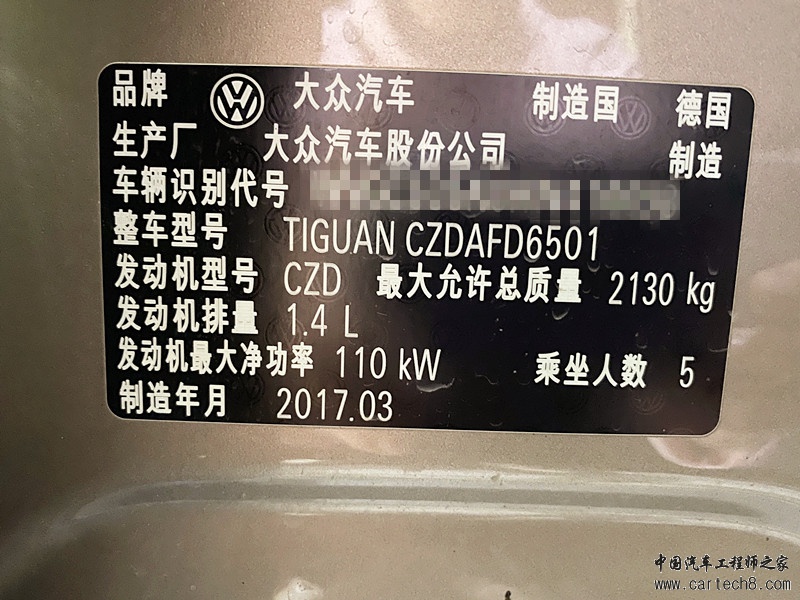 品牌 大众汽车 制造国 德国
生产厂 大众汽车股份公司 制造
车辆识别代号
整车型号 TIGUAN CZDAFD6501
发动机型号 CZD 最大允许总质量 2130 kg
发动机排量 1.4 L
发动机最大净功率 110 kW 乘坐人数 5
制造年月 2017.03
中国汽车工程师之家
www.cartech8.com